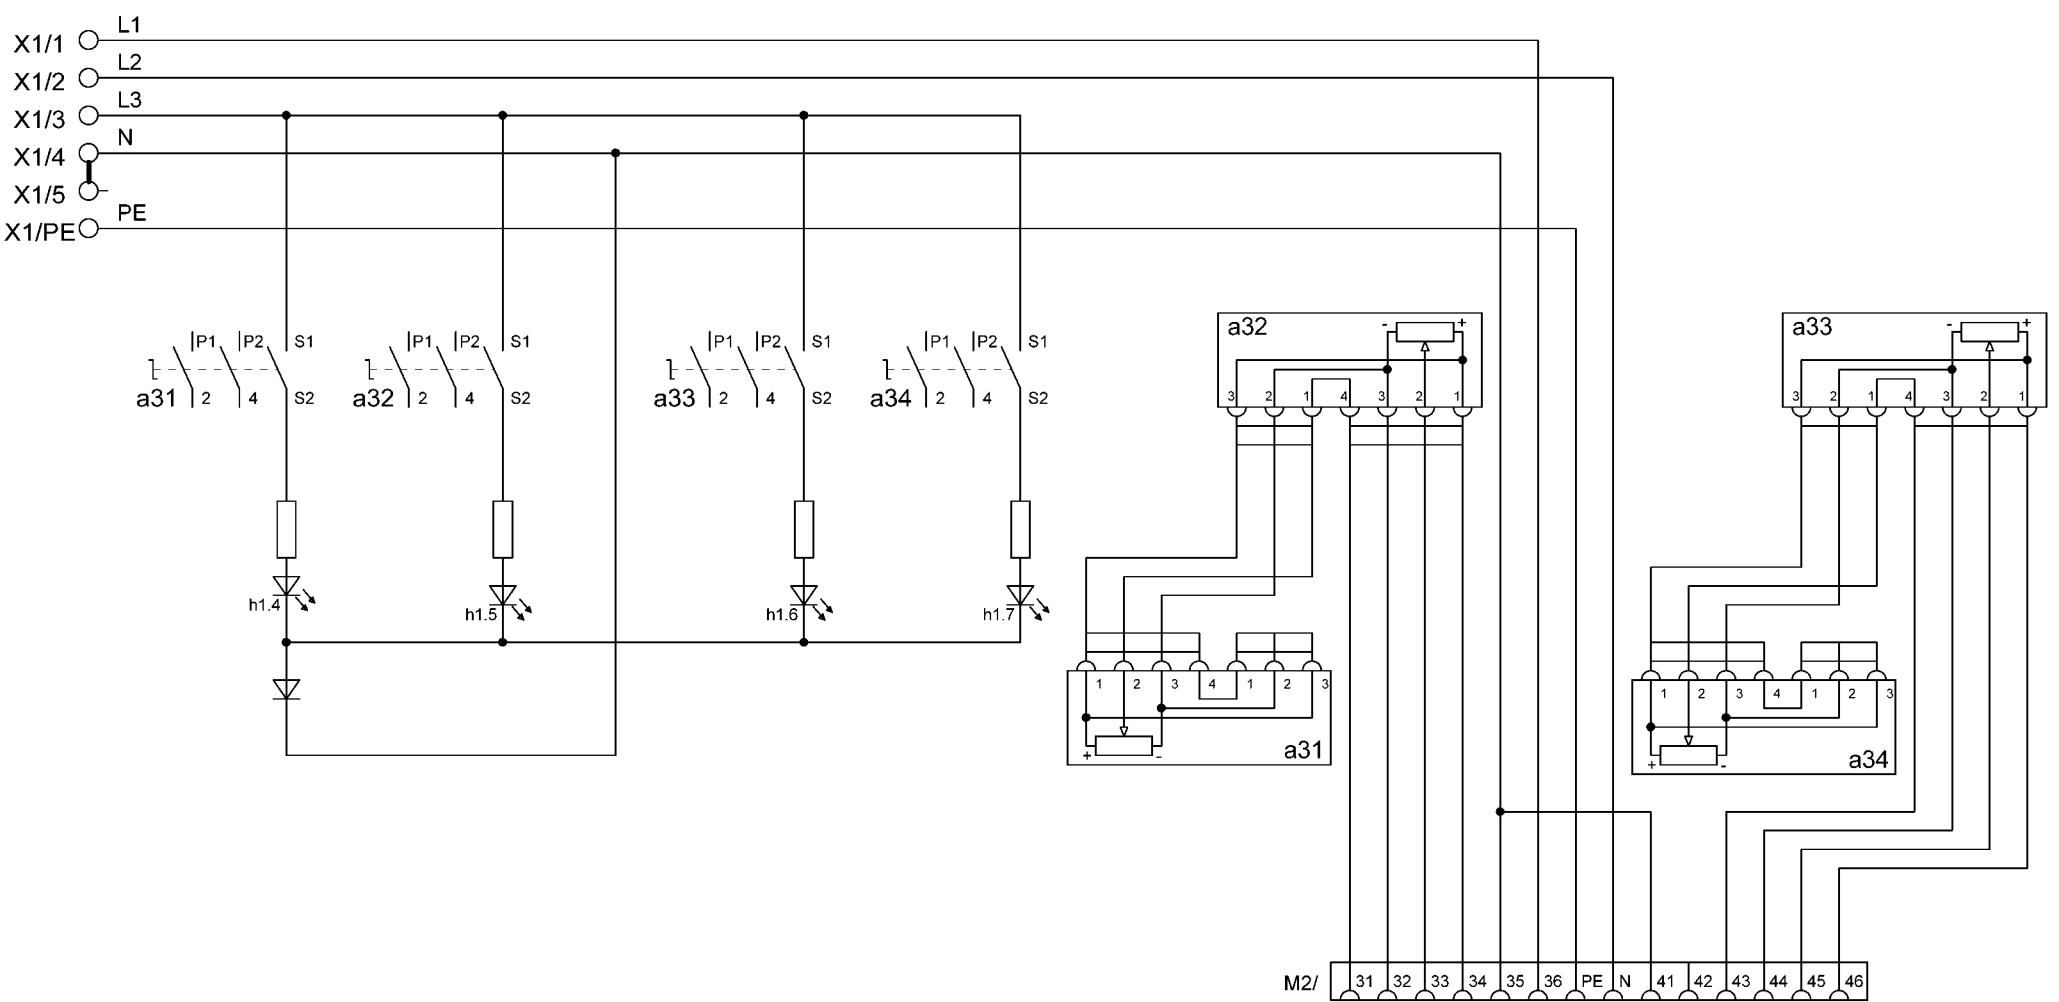 L1
X1/1
L2
X1/2
L3
X1/3
N
X1/4
X1/5
PE
X1/PE
a32 - +
a33 - +
P1 P2 S1
P1 P2 S1
P1 P2 S1
P1 P2 S1
a31 2 4 S2
a32 2 4 S2
a33 2 4 S2
a34 2 4 S2
3 2 1 4 3 2 1
3 2 1 4 3 2 1
h1.4
h1.5
h1.6
h1.7
1 2 3 4 1 2 3
1 2 3 4 1 2 3
+ - a31
+ - a34
M2/ 31 32 33 34 35 36 PE N 41 42 43 44 45 46